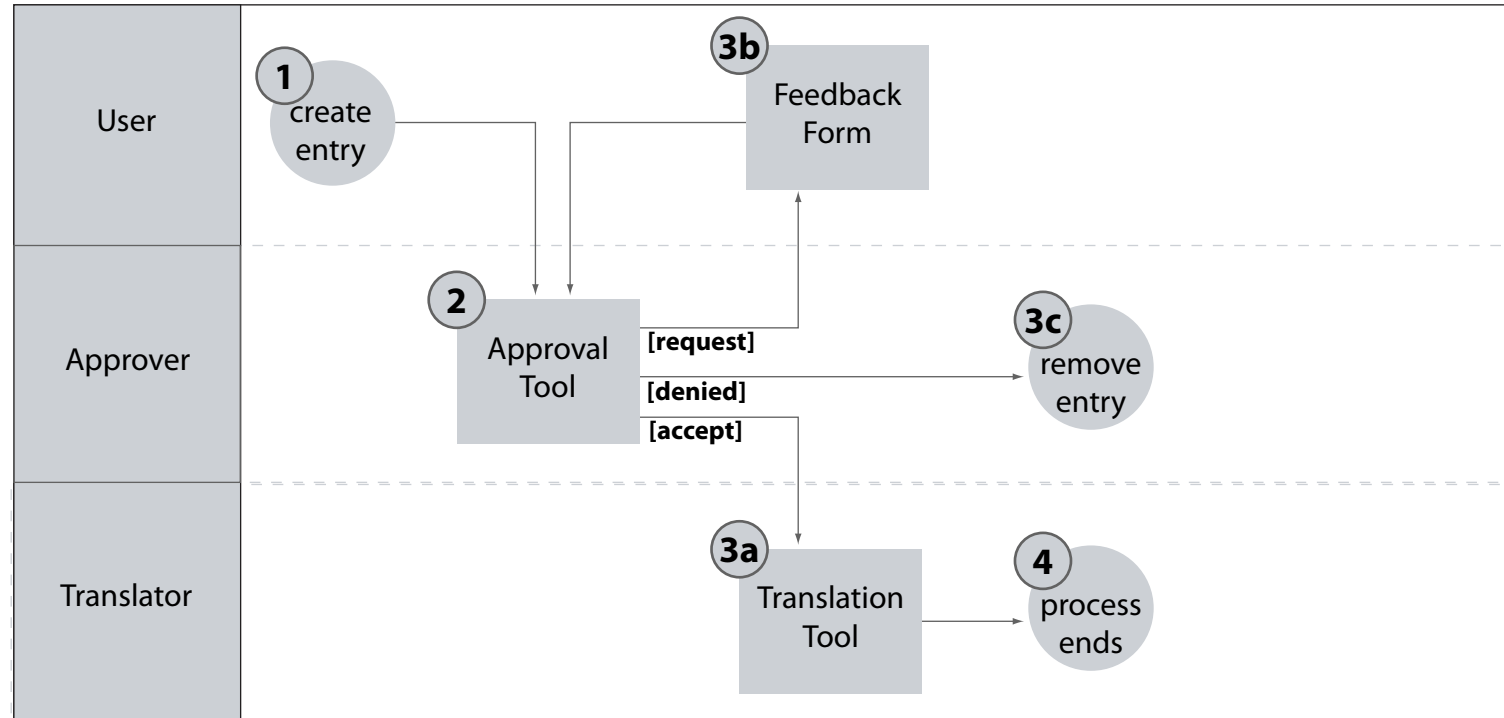 User
1
create
entry
3b
Feedback
Form
Approver
2
Approval
Tool
[request]
[denied]
[accept]
3c
remove
entry
Translator
3a
Translation
Tool
4
process
ends